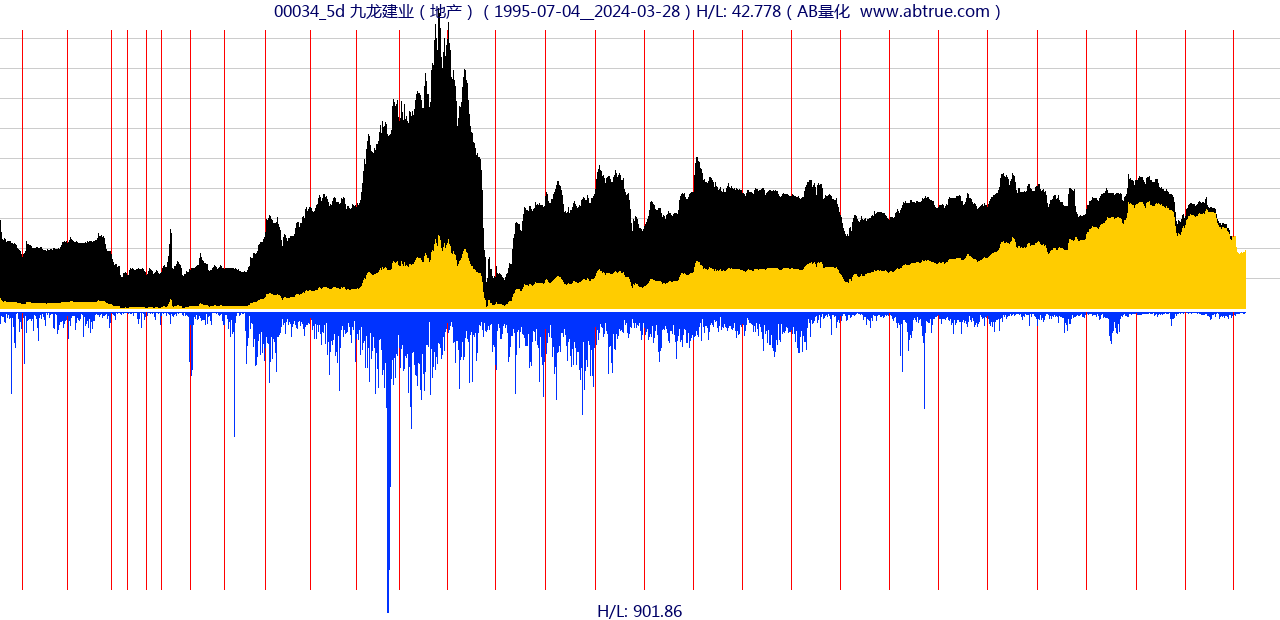 00034_5d 九龙建业 ( 地产 ) ( 1995-07-04__2024-03-28 ) H/L: 42.778 ( AB量化 www.abtrue.com )
H/L: 901.86